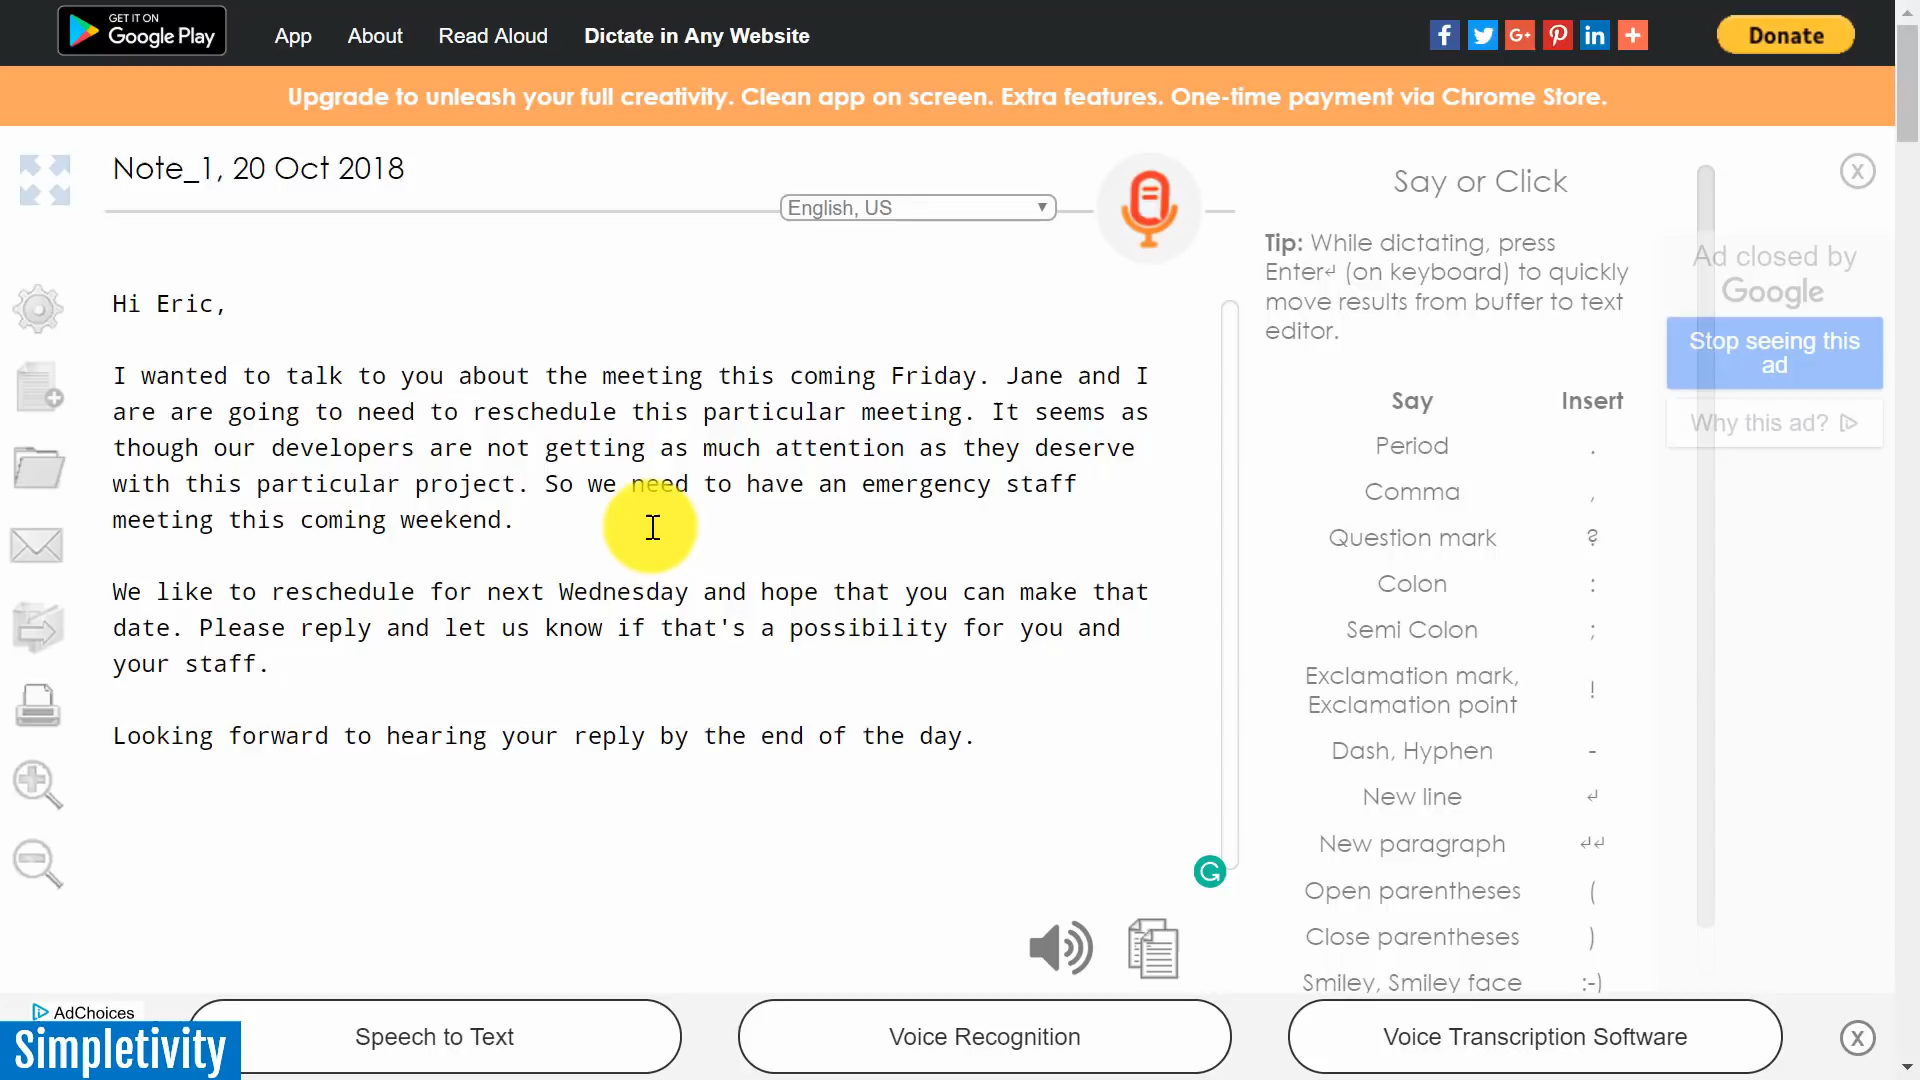 GET IT ON
Google Play
App
About
Read Aloud
Dictate in Any Website
Donate
Upgrade to unleash your full creativity. Clean app on screen. Extra features. One-time payment via Chrome Store.
Note_1, 20 Oct 2018
English, US
Hi Eric,
I wanted to talk to you about the meeting this coming Friday. Jane and I
are are going to need to reschedule this particular meeting. It seems as
though our developers are not getting as much attention as they deserve
with this particular project. So we need to have an emergency staff
meeting this coming weekend.
We like to reschedule for next Wednesday and hope that you can make that
date. Please reply and let us know if that's a possibility for you and
your staff.
Looking forward to hearing your reply by the end of the day.
Say or Click
Tip: While dictating, press
Enter↵ (on keyboard) to quickly
move results from buffer to text
editor.
Say Insert
Period .
Comma ,
Question mark ?
Colon :
Semi Colon ;
Exclamation mark,
Exclamation point !
Dash, Hyphen -
New line ↵
New paragraph ↵↵
Open parentheses (
Close parentheses )
Smiley, Smiley face :-)
X
Ad closed by
Google
Stop seeing this
ad
Why this ad?
AdChoices
Simpletivity
Speech to Text
Voice Recognition
Voice Transcription Software
X